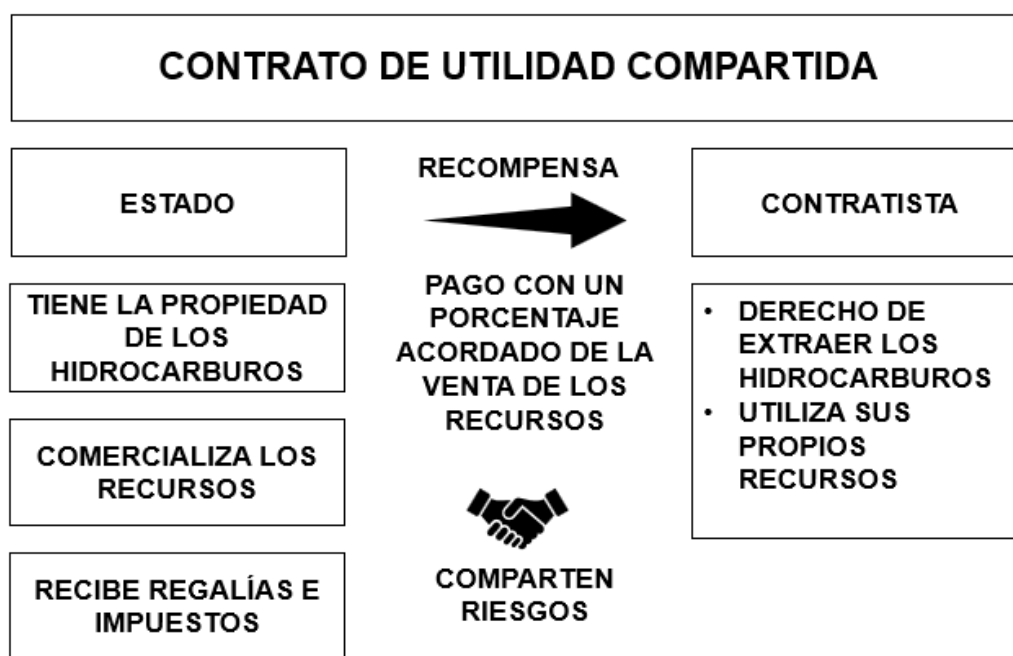 CONTRATO DE UTILIDAD COMPARTIDA
ESTADO
RECOMPENSA
CONTRATISTA
TIENE LA PROPIEDAD
DE LOS
HIDROCARBUROS
COMERCIALIZA LOS
RECURSOS
RECIBE REGALÍAS E
IMPUESTOS
PAGO CON UN
PORCENTAJE
ACORDADO DE LA
VENTA DE LOS
RECURSOS
COMPARTEN
RIESGOS
• DERECHO DE
EXTRAER LOS
HIDROCARBUROS
• UTILIZA SUS
PROPIOS
RECURSOS